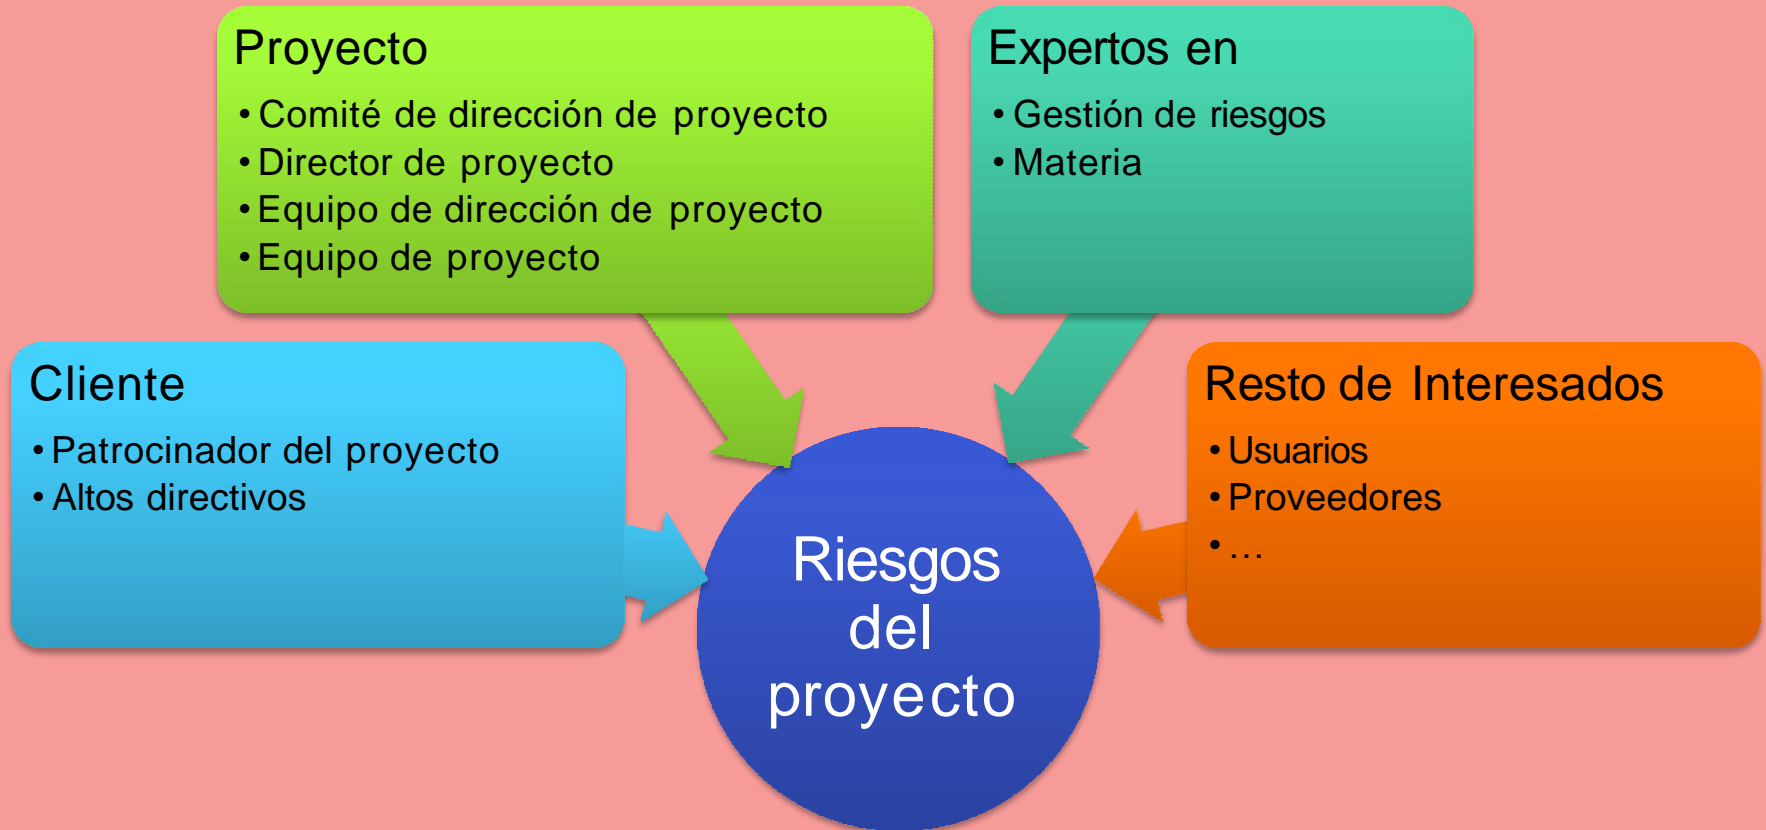 Proyecto
• Comité de dirección de proyecto
• Director de proyecto
• Equipo de dirección de proyecto
• Equipo de proyecto
Expertos en
• Gestión de riesgos
• Materia
Cliente
• Patrocinador del proyecto
• Altos directivos
Resto de Interesados
• Usuarios
• Proveedores
• …
Riesgos
del
proyecto